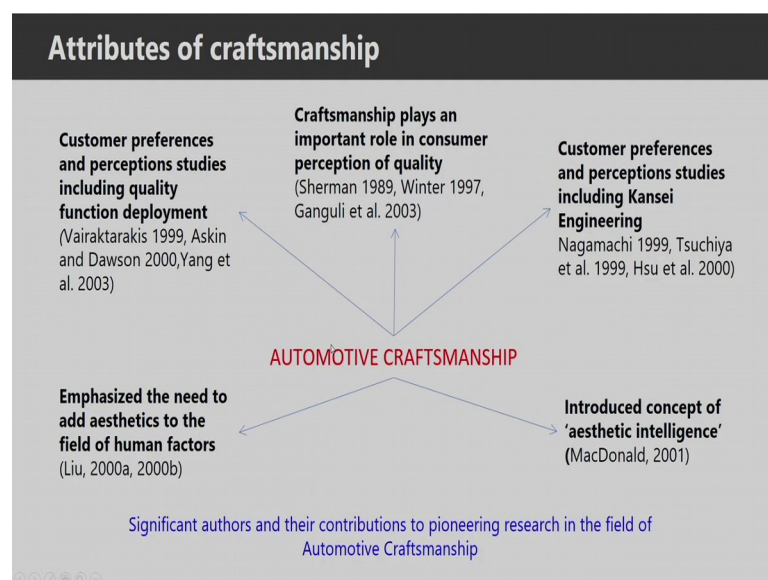 Attributes of craftsmanship
Customer preferences
and perceptions studies
including quality
function deployment
(Vairaktarakis 1999, Askin
and Dawson 2000,Yang et
al. 2003)
Craftsmanship plays an
important role in consumer
perception of quality
(Sherman 1989, Winter 1997,
Ganguli et al. 2003)
Customer preferences
and perceptions studies
including Kansei
Engineering
Nagamachi 1999, Tsuchiya
et al. 1999, Hsu et al. 2000)
AUTOMOTIVE CRAFTSMANSHIP
Emphasized the need to
add aesthetics to the
field of human factors
(Liu, 2000a, 2000b)
Introduced concept of
‘aesthetic intelligence’
(MacDonald, 2001)
Significant authors and their contributions to pioneering research in the field of
Automotive Craftsmanship